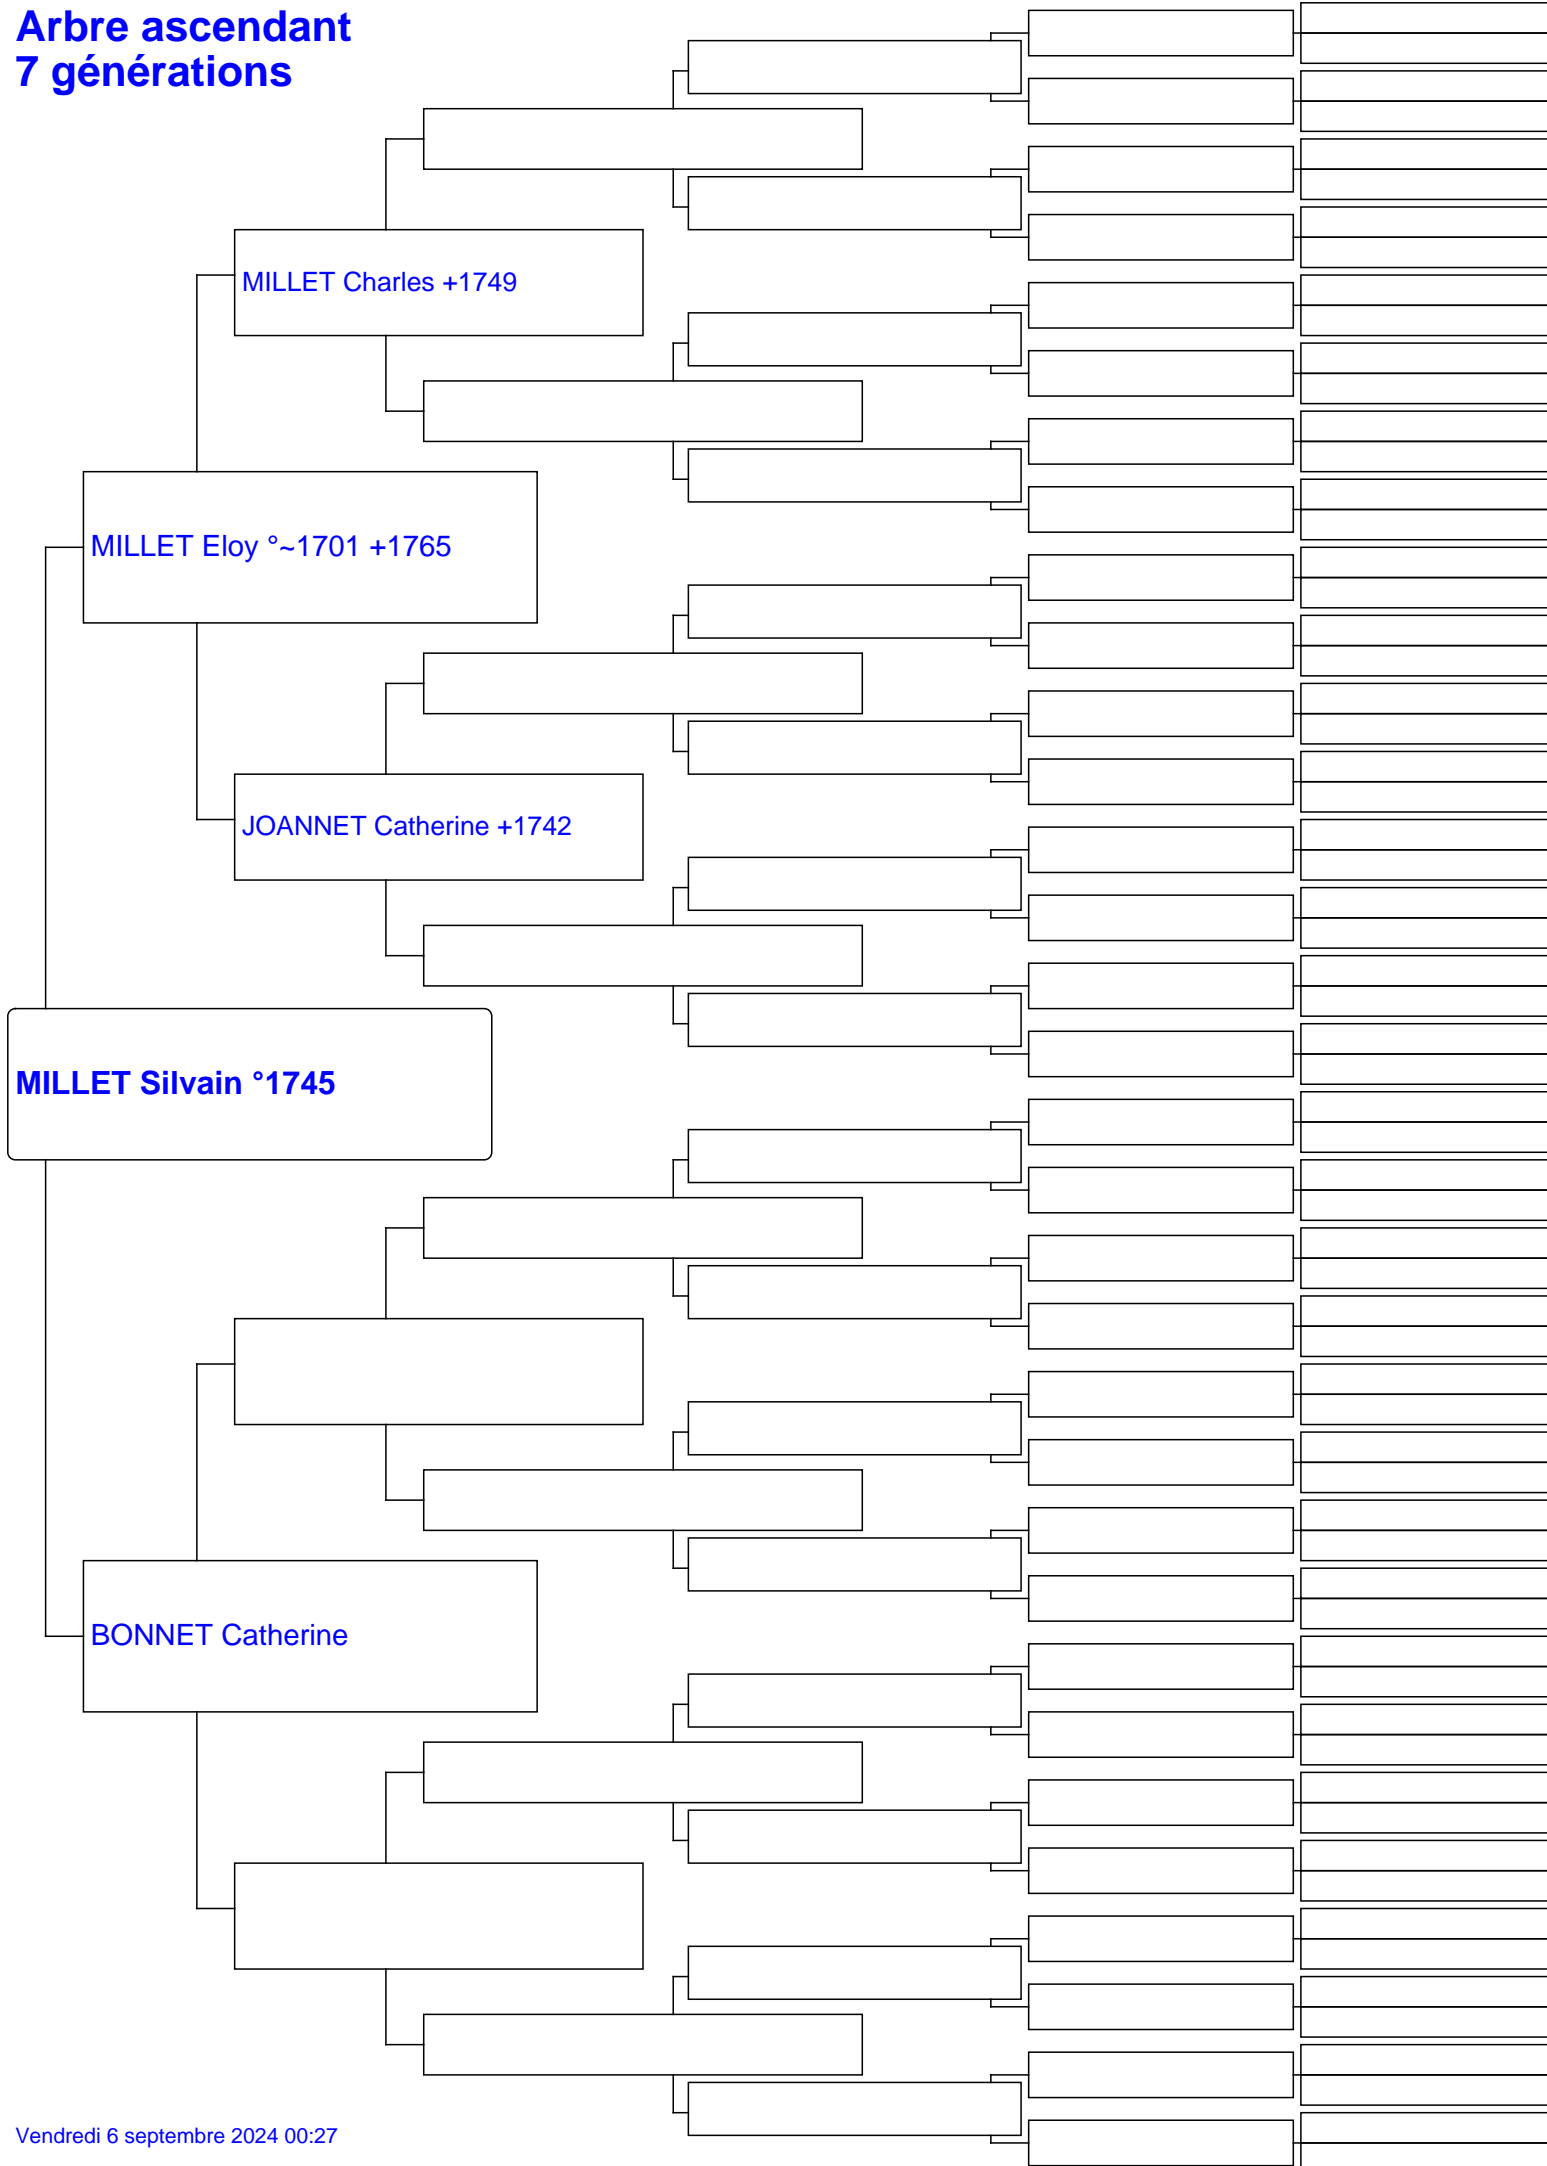 Arbre ascendant
7 générations
MILLET Charles +1749
MILLET Eloy °~1701 +1765
JOANNET Catherine +1742
MILLET Silvain °1745
BONNET Catherine
Vendredi 6 septembre 2024 00:27